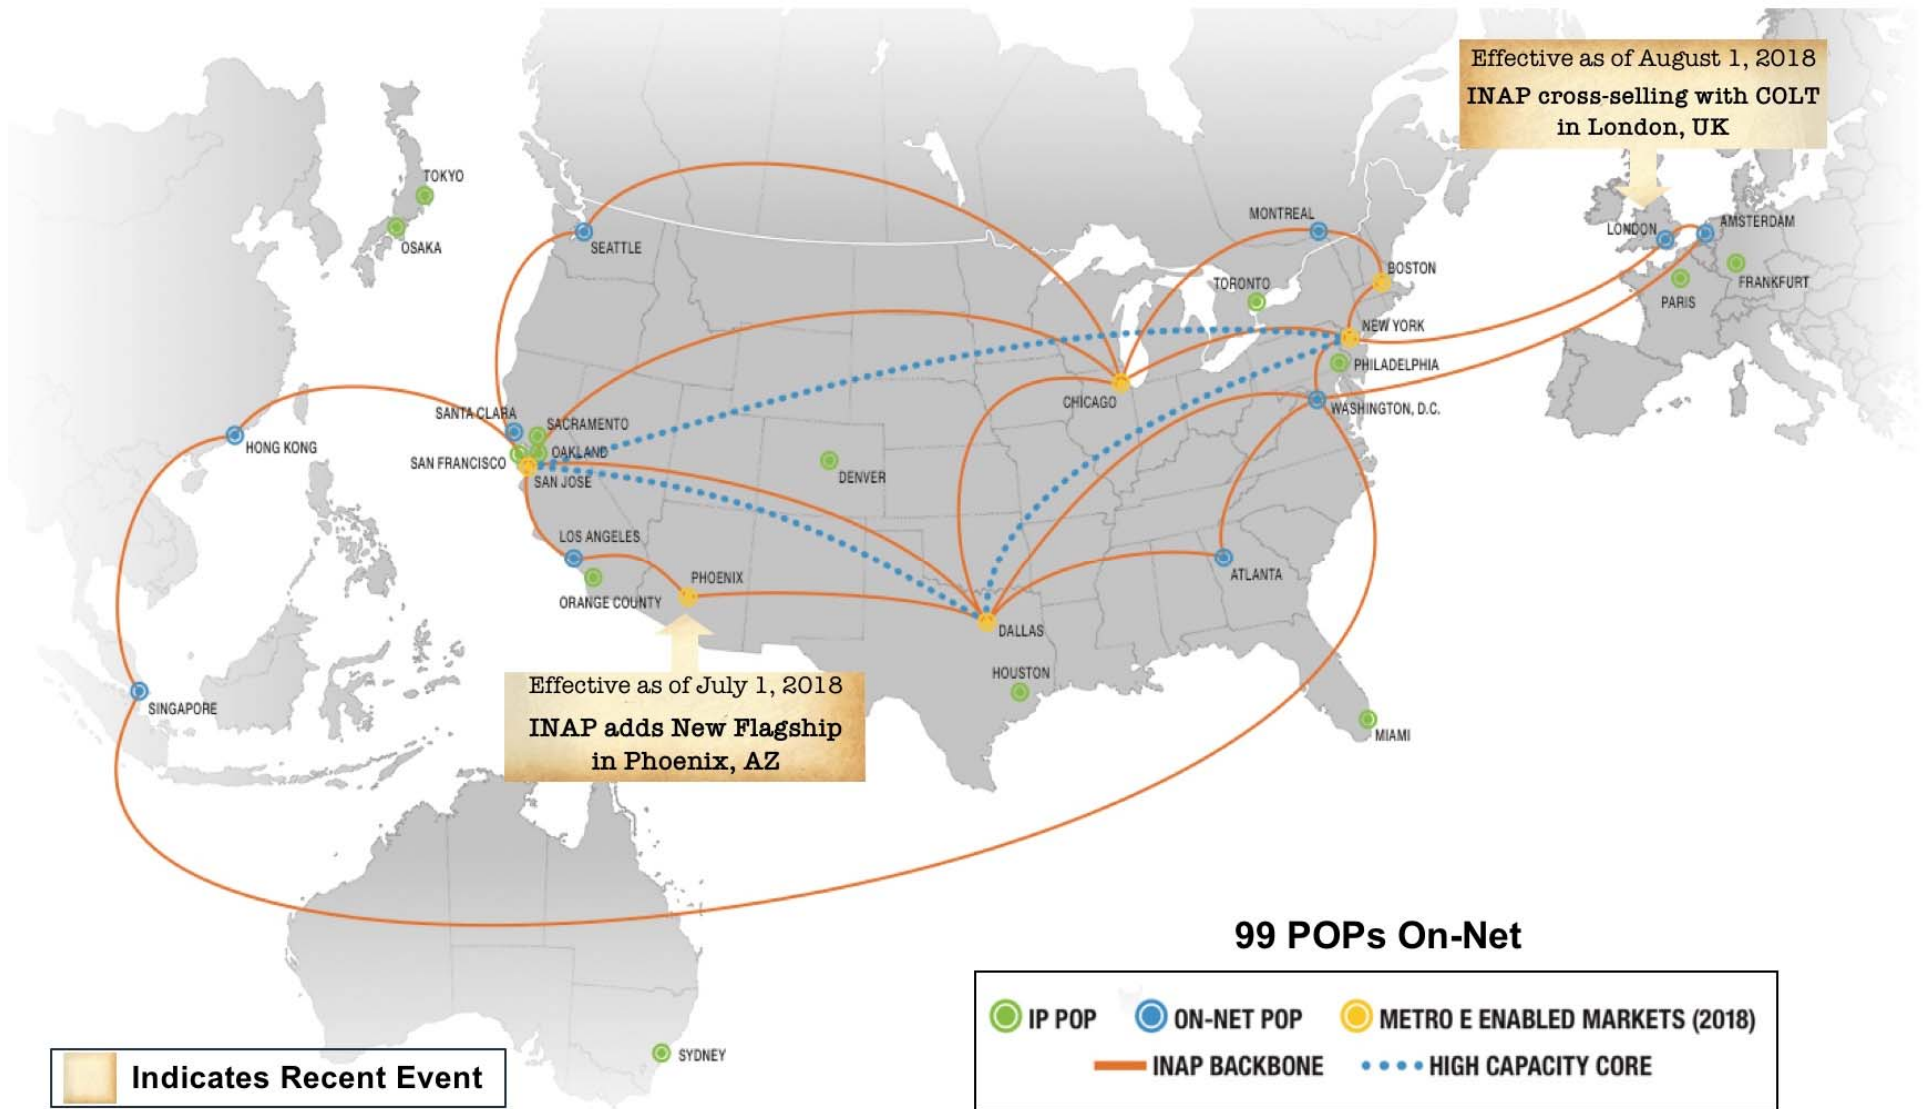 Effective as of August 1, 2018
INAP cross-selling with COLT
in London, UK
TOKYO
OSAKA
SEATTLE
MONTREAL
LONDON
AMSTERDAM
BOSTON
TORONTO
FRANKFURT
PARIS
NEW YORK
PHILADELPHIA
CHICAGO
WASHINGTON, D.C.
SANTA CLARA
SACRAMENTO
HONG KONG
OAKLAND
SAN FRANCISCO
SAN JOSE
DENVER
LOS ANGELES
PHOENIX
ATLANTA
ORANGE COUNTY
DALLAS
HOUSTON
SINGAPORE
MIAMI
Effective as of July 1, 2018
INAP adds New Flagship
in Phoenix, AZ
SYDNEY
99 POPs On-Net
IP POP
ON-NET POP
METRO E ENABLED MARKETS (2018)
INAP BACKBONE
HIGH CAPACITY CORE
Indicates Recent Event